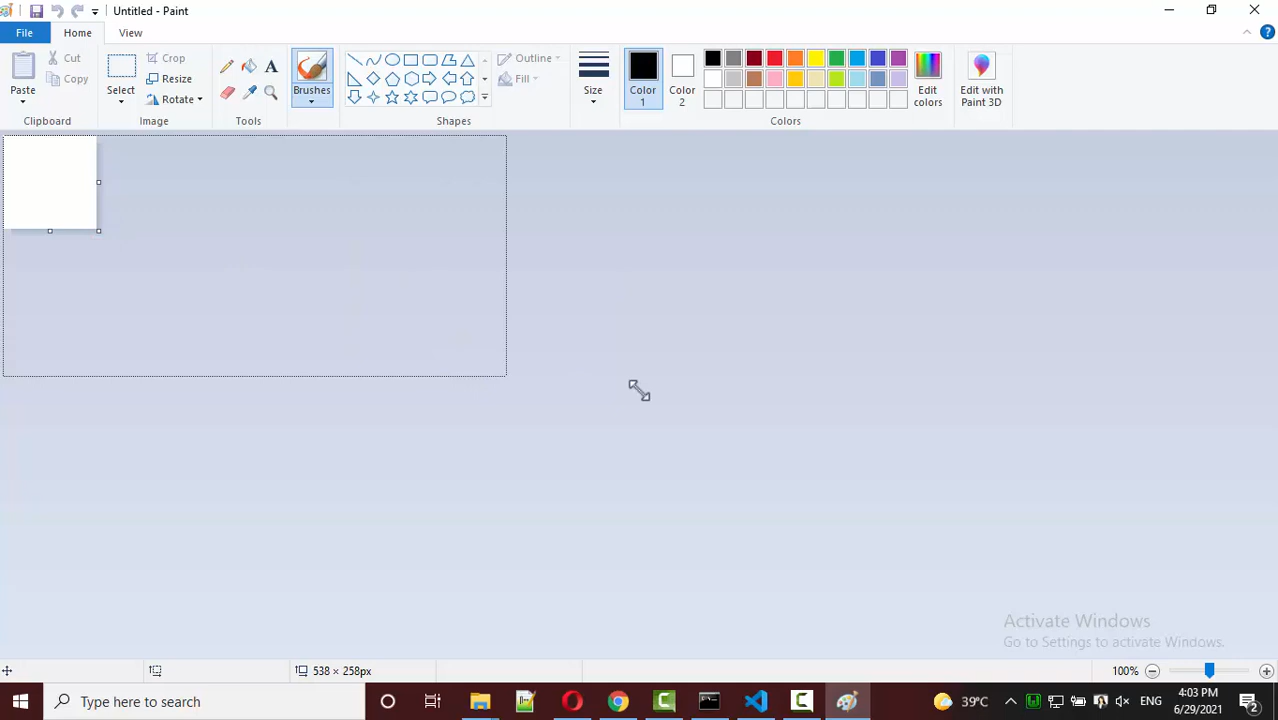 Untitled - Paint
File Home View
Paste Cut Copy
Clipboard
Select Crop Resize Rotate
Image
A
Tools
Brushes
Outline Fill
Shapes
Size
Color 1 Color 2
Edit colors
Colors
Edit with Paint 3D
Activate Windows
Go to Settings to activate Windows.
538 × 258px 100%
Type here to search 39°C ENG 4:03 PM
6/29/2021 2